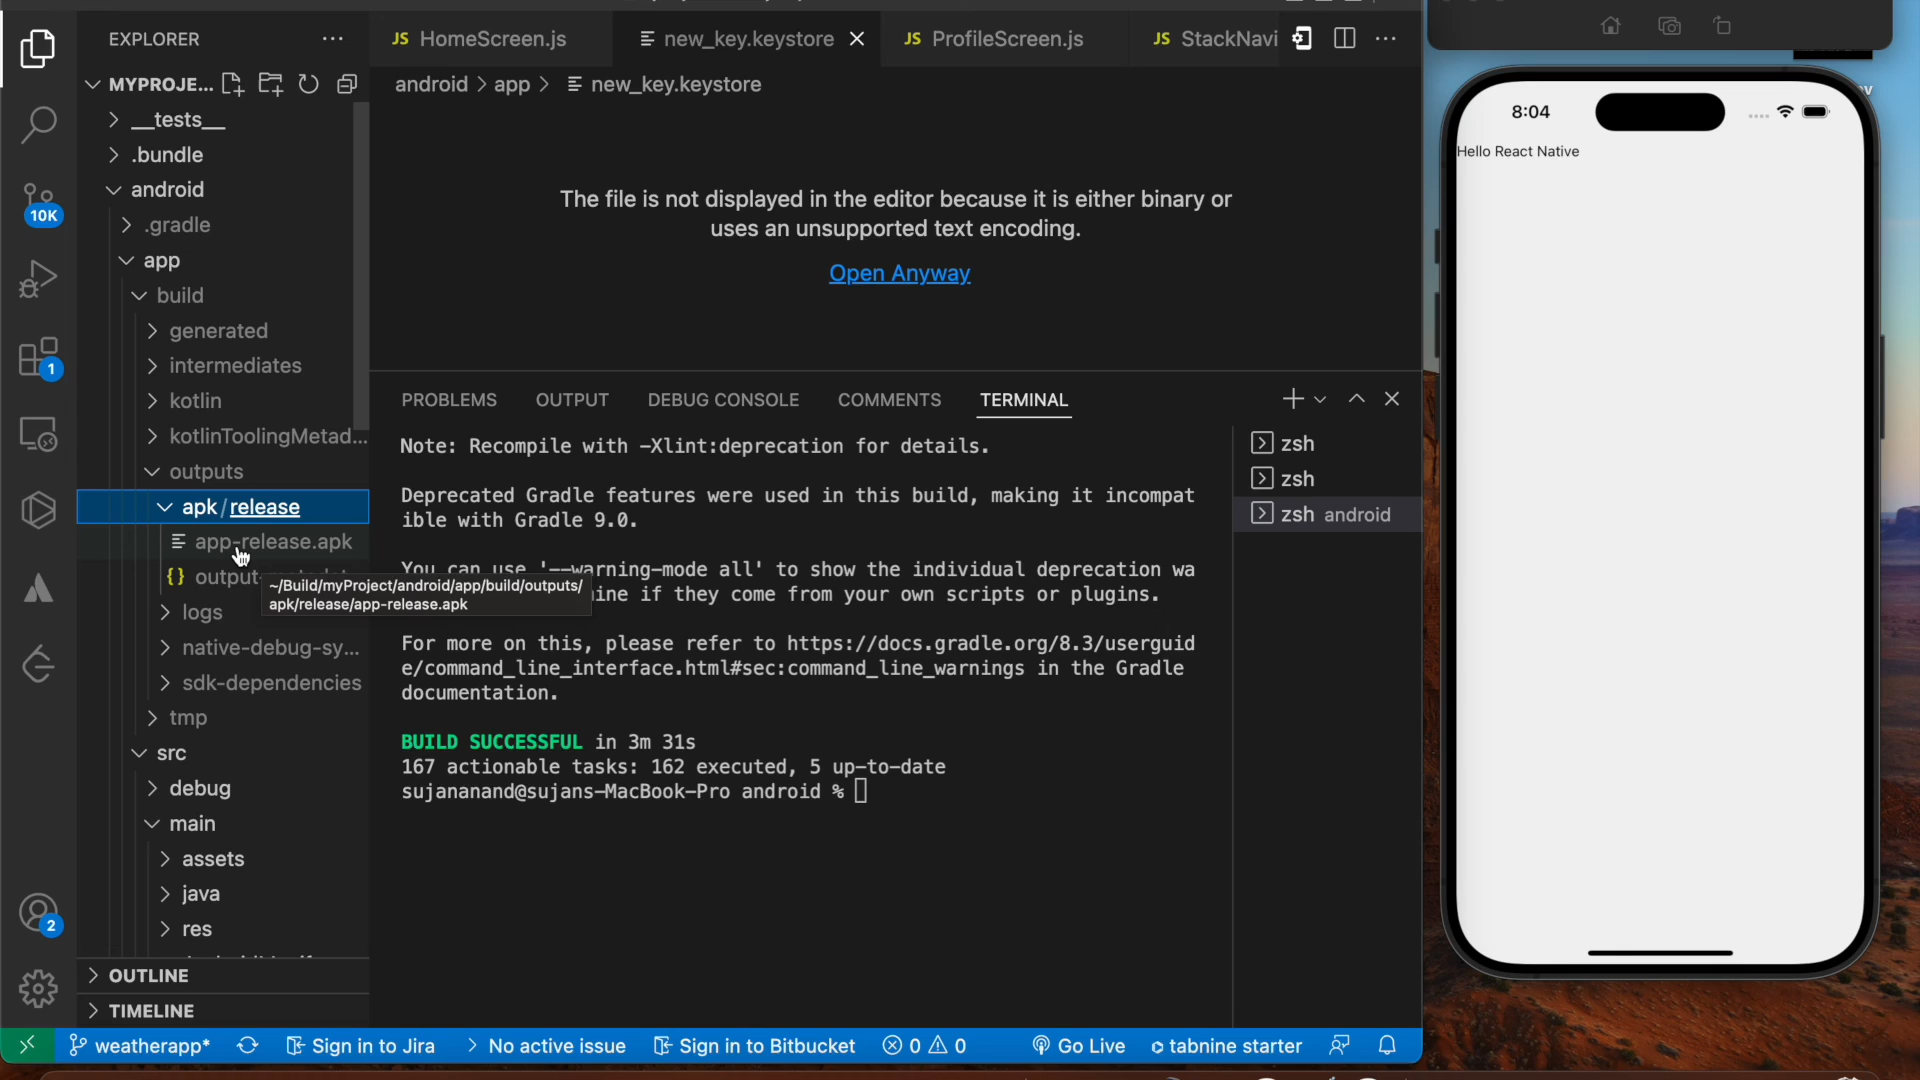 EXPLORER
MYPROJE...
__tests__
.bundle
android
.gradle
app
build
generated
intermediates
kotlin
kotlinToolingMetad...
outputs
apk / release
app-release.apk
output-
logs
native-debug-sy...
sdk-dependencies
tmp
src
debug
main
assets
java
res
OUTLINE
TIMELINE
10K
1
2
JS HomeScreen.js
new_key.keystore
JS ProfileScreen.js
JS StackNavi
android > app > new_key.keystore
The file is not displayed in the editor because it is either binary or
uses an unsupported text encoding.
Open Anyway
PROBLEMS OUTPUT DEBUG CONSOLE COMMENTS TERMINAL
Note: Recompile with -Xlint:deprecation for details.
Deprecated Gradle features were used in this build, making it incompat
ible with Gradle 9.0.
You can use '--warning-mode all' to show the individual deprecation wa
ine if they come from your own scripts or plugins.
For more on this, please refer to https://docs.gradle.org/8.3/userguid
e/command_line_interface.html#sec:command_line_warnings in the Gradle
documentation.
BUILD SUCCESSFUL in 3m 31s
167 actionable tasks: 162 executed, 5 up-to-date
sujananand@sujans-MacBook-Pro android %
~/Build/myProject/android/app/build/outputs/
apk/release/app-release.apk
zsh
zsh
zsh android
weatherapp* Sign in to Jira No active issue Sign in to Bitbucket 0 0 Go Live tabnine starter
8:04
Hello React Native